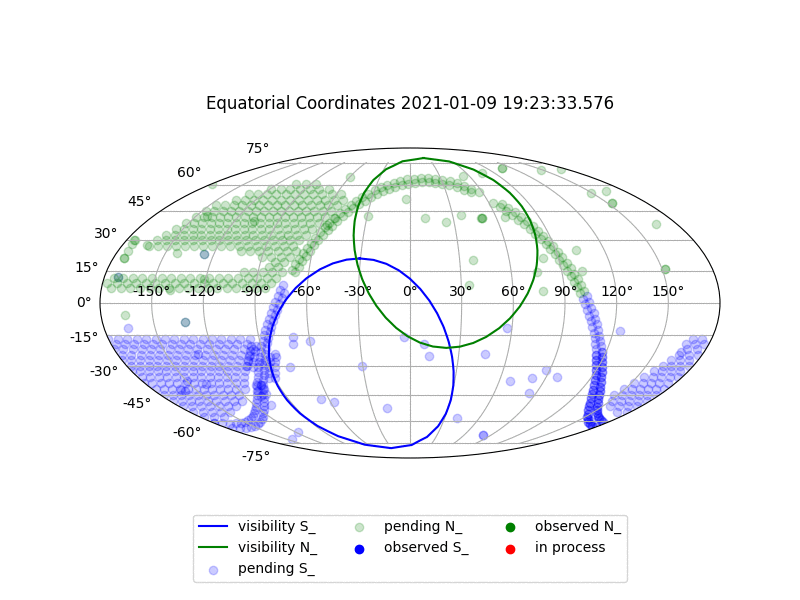 Equatorial Coordinates 2021-01-09 19:23:33.576
75°
60°
45°
30°
15°
0°
-15°
-30°
-45°
-60°
-75°
-150° -120° -90° -60° -30° 0° 30° 60° 90° 120° 150°
visibility S_ pending N_ observed N_
visibility N_ observed S_ in process
pending S_